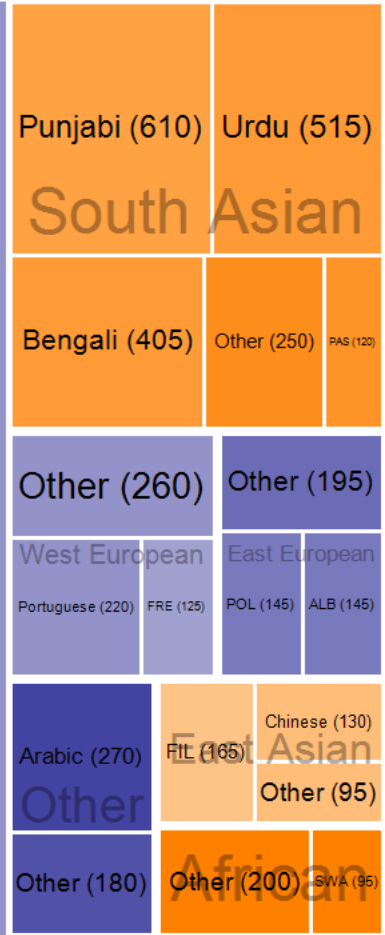 Punjabi (610) Urdu (515)
South Asian
Bengali (405) Other (250) PAS (120)
Other (260) Other (195)
West European East European
Portuguese (220) FRE (125) POL (145) ALB (145)
Chinese (130)
Arabic (270) FIL (165) East Asian
Other Other (95)
Other (180) Other (200) SWA (95)
African